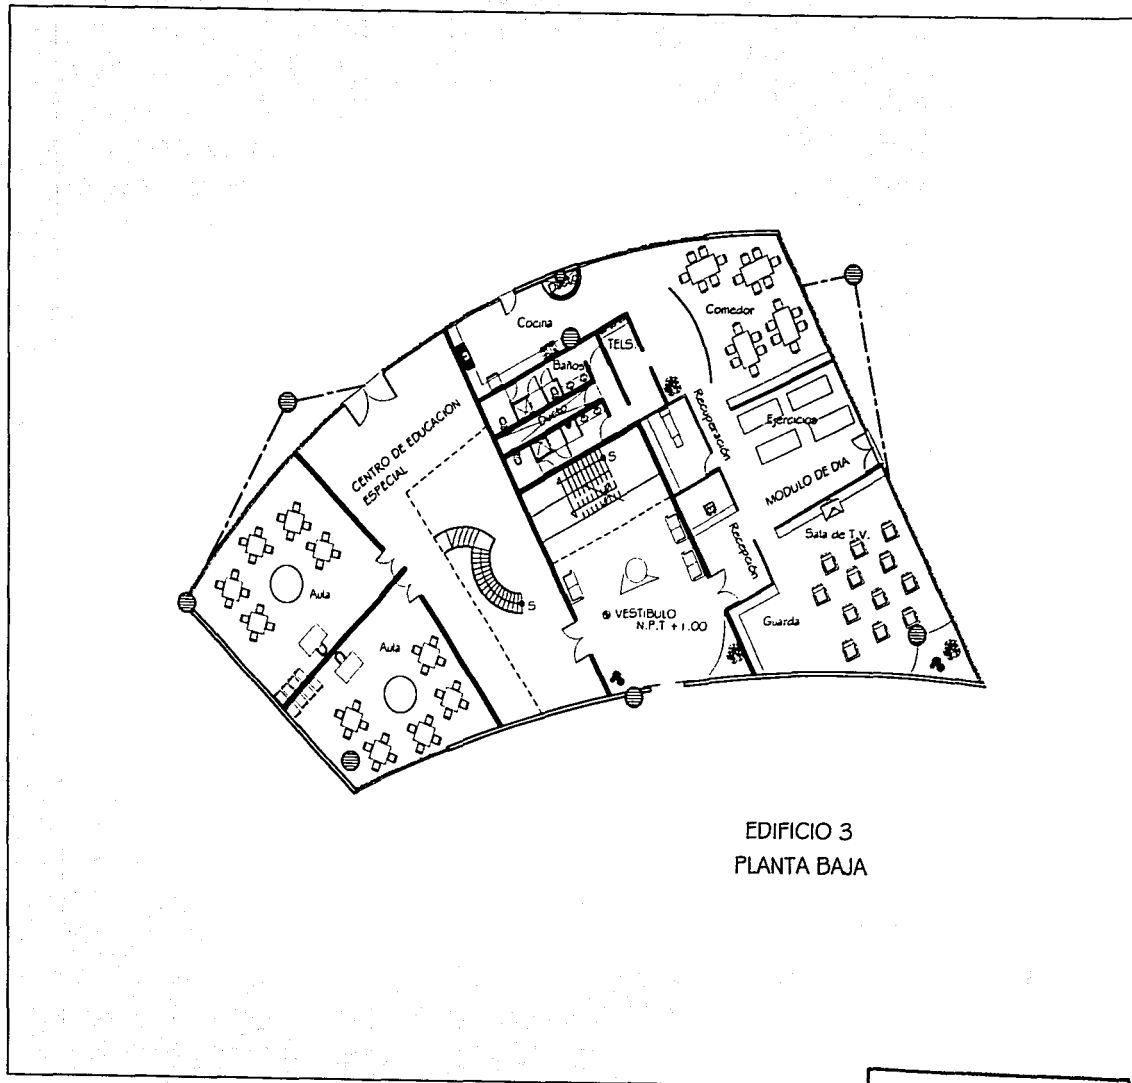 Comedor
Cocina
TELS.
Baños
Ducto
Recuperación
Ejercicios
CENTRO DE EDUCACION
ESPECIAL
S
MODULO DE DIA
Sala de T.V.
Recepción
Aula
S
VESTIBULO
N.P.T +1.00
Guarda
Aula
EDIFICIO 3
PLANTA BAJA